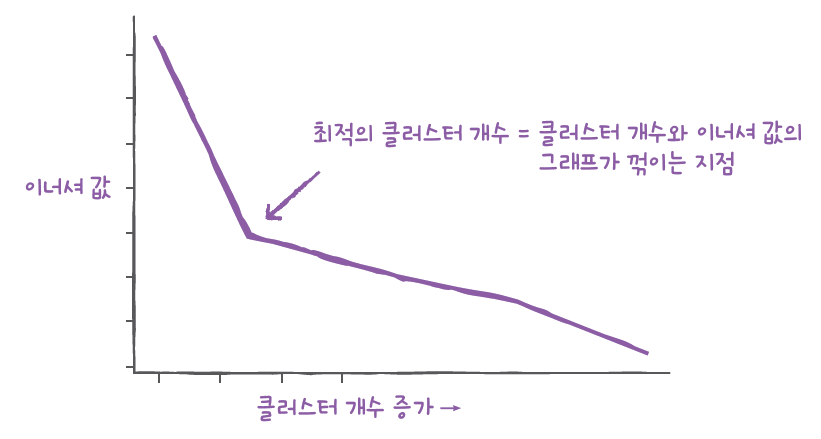 최적의 클러스터 개수 = 클러스터 개수와 이너셔 값의
그래프가 꺾이는 지점
이너셔 값
클러스터 개수 증가 →